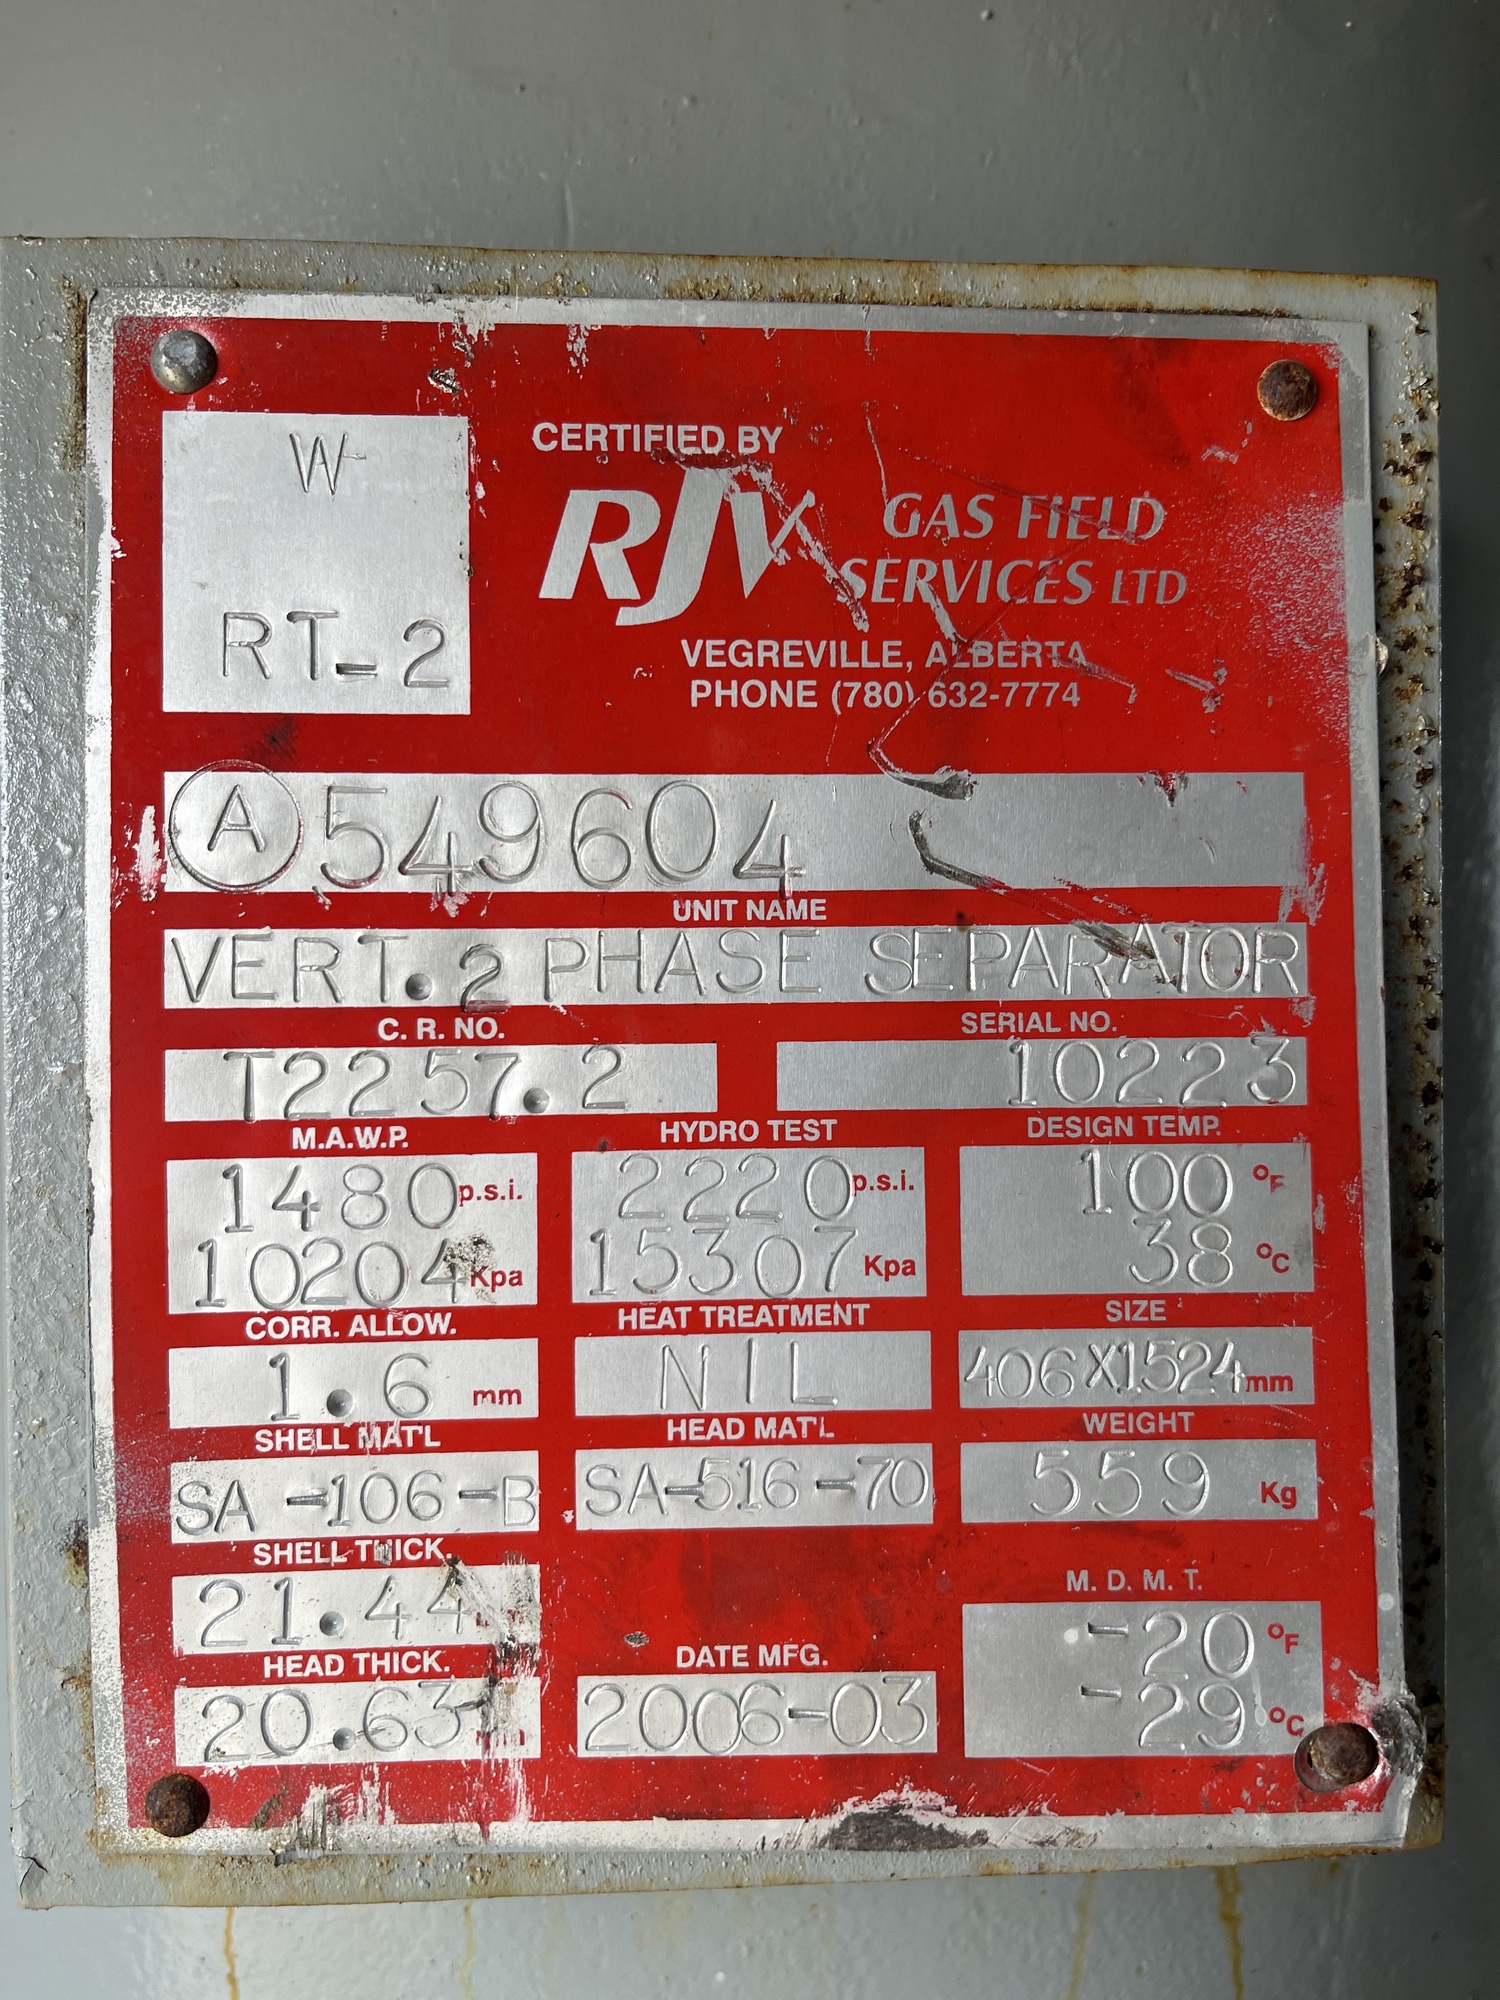 W
RT-2
CERTIFIED BY
RJV GAS FIELD
SERVICES LTD
VEGREVILLE, ALBERTA
PHONE (780) 632-7774
A 549604
UNIT NAME
VERT. 2 PHASE SEPARATOR
C. R. NO. SERIAL NO.
T2257.2 10223
M.A.W.P. HYDRO TEST DESIGN TEMP.
1480 p.s.i. 2220 p.s.i. 100 °F
10204 Kpa 15307 Kpa 38 °C
CORR. ALLOW. HEAT TREATMENT SIZE
1.6 mm NIL 406X1524 mm
SHELL MAT'L HEAD MAT'L WEIGHT
SA-106-B SA-516-70 559 Kg
SHELL THICK.
21.44
HEAD THICK.
20.63
DATE MFG.
2006-03
M. D. M. T.
-20 °F
-29 °C